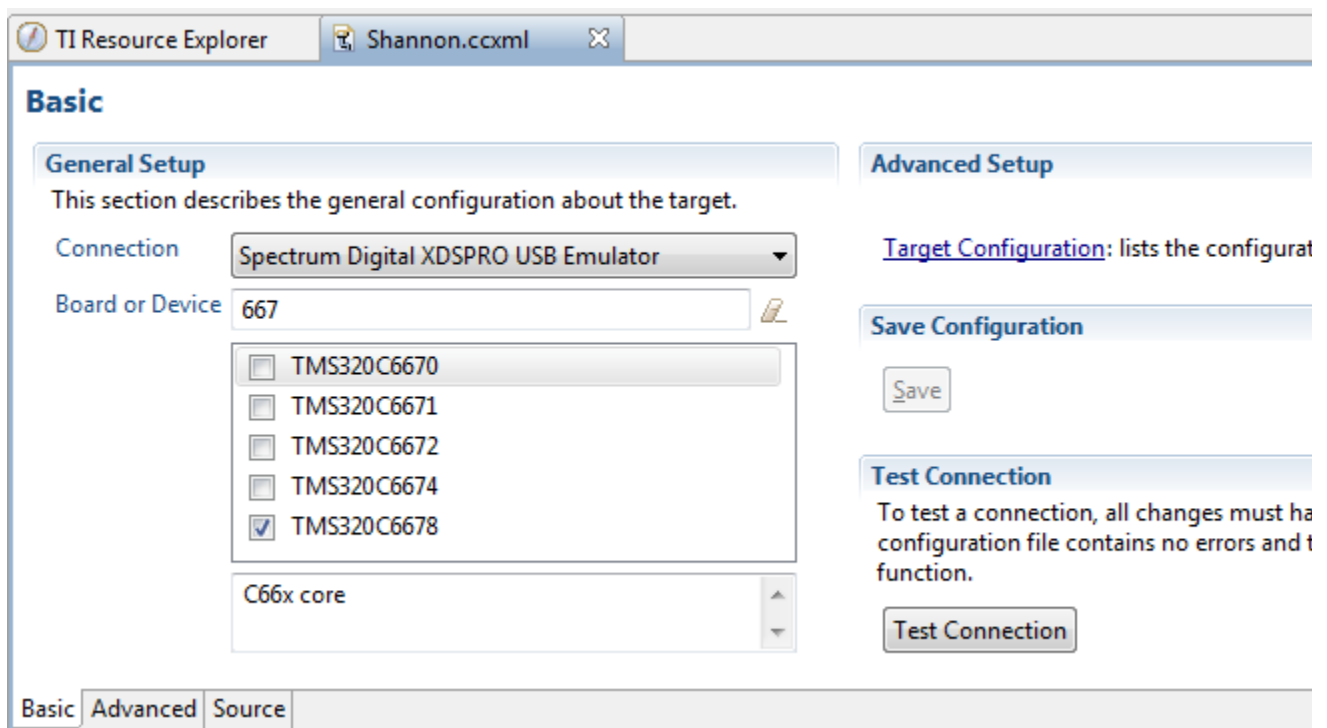 TI Resource Explorer
Shannon.ccxml
Basic
General Setup
This section describes the general configuration about the target.
Connection
Spectrum Digital XDSPRO USB Emulator
Board or Device
667
TMS320C6670
TMS320C6671
TMS320C6672
TMS320C6674
TMS320C6678
C66x core
Advanced Setup
Target Configuration: lists the configurat
Save Configuration
Save
Test Connection
To test a connection, all changes must ha
configuration file contains no errors and t
function.
Test Connection
Basic
Advanced
Source